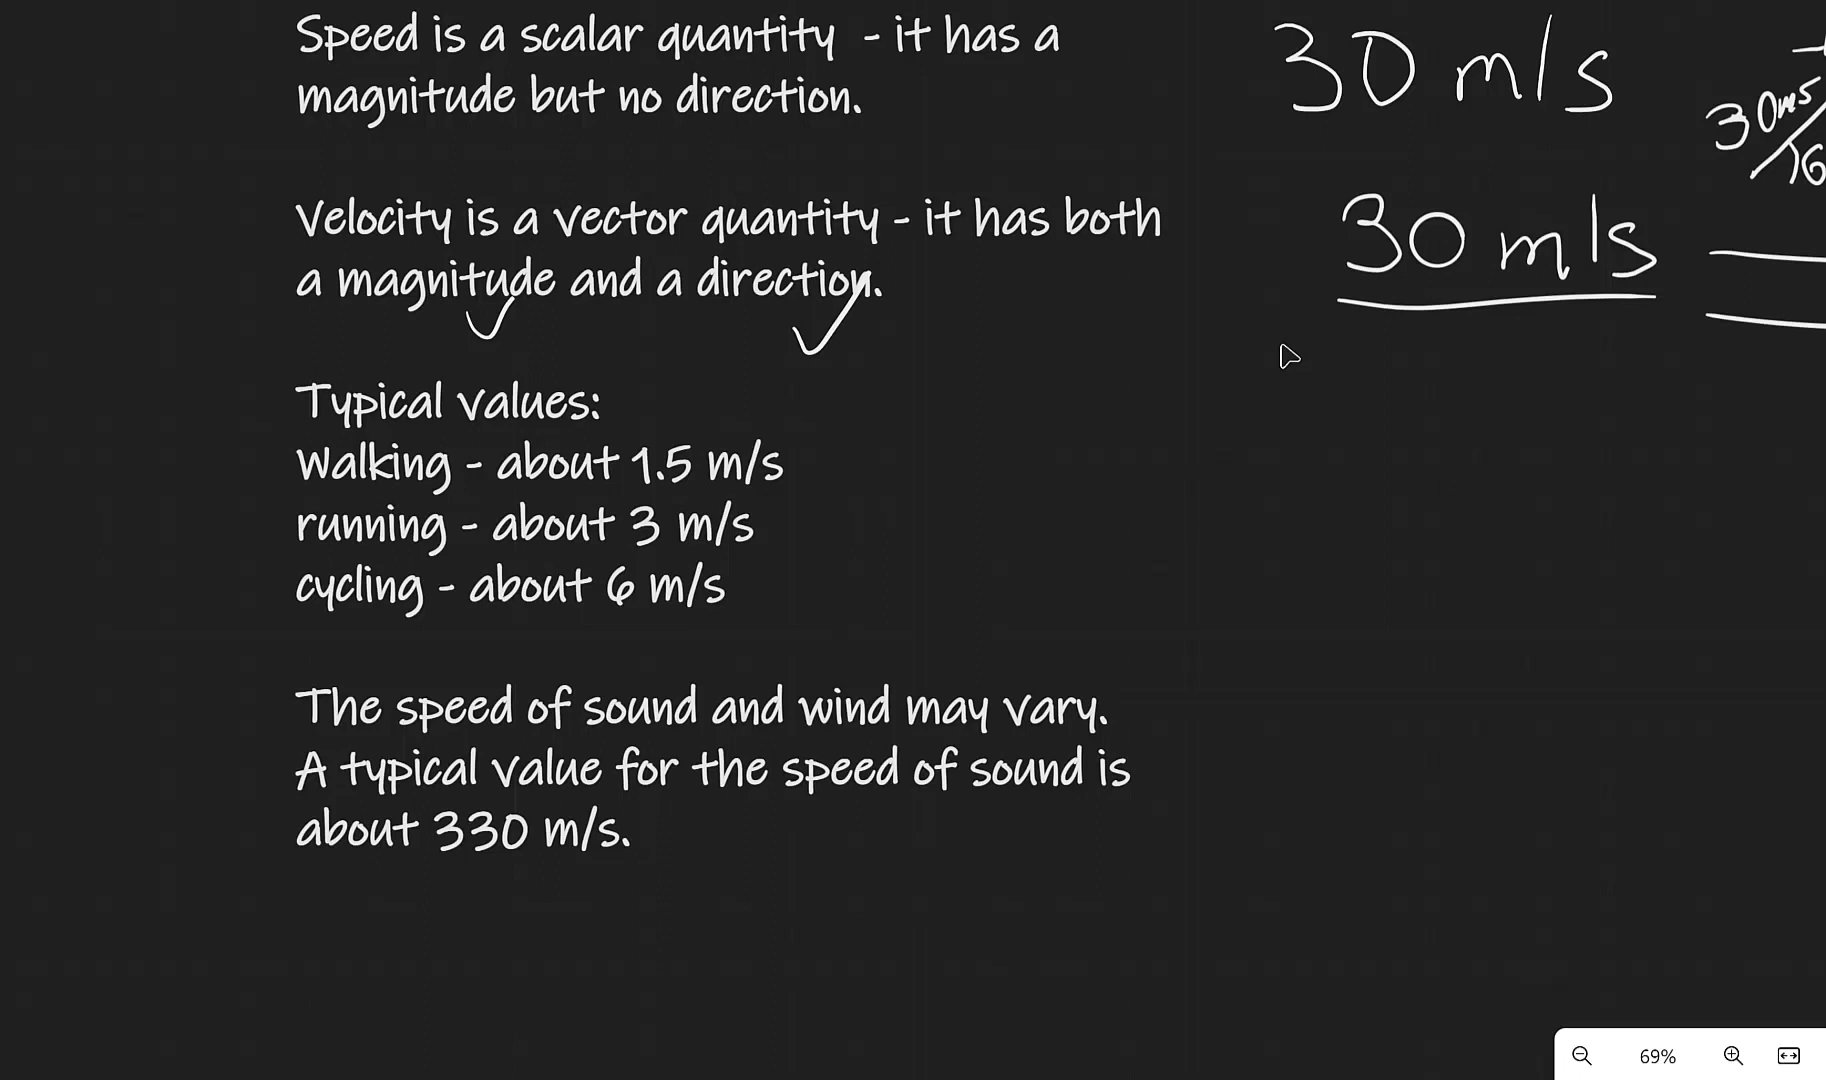 Speed is a scalar quantity - it has a
magnitude but no direction.
30 m/s
30ms
Velocity is a vector quantity - it has both
a magnitude and a direction.
30 m/s
Typical values:
Walking - about 1.5 m/s
running - about 3 m/s
cycling - about 6 m/s
The speed of sound and wind may vary.
A typical value for the speed of sound is
about 330 m/s.
69%